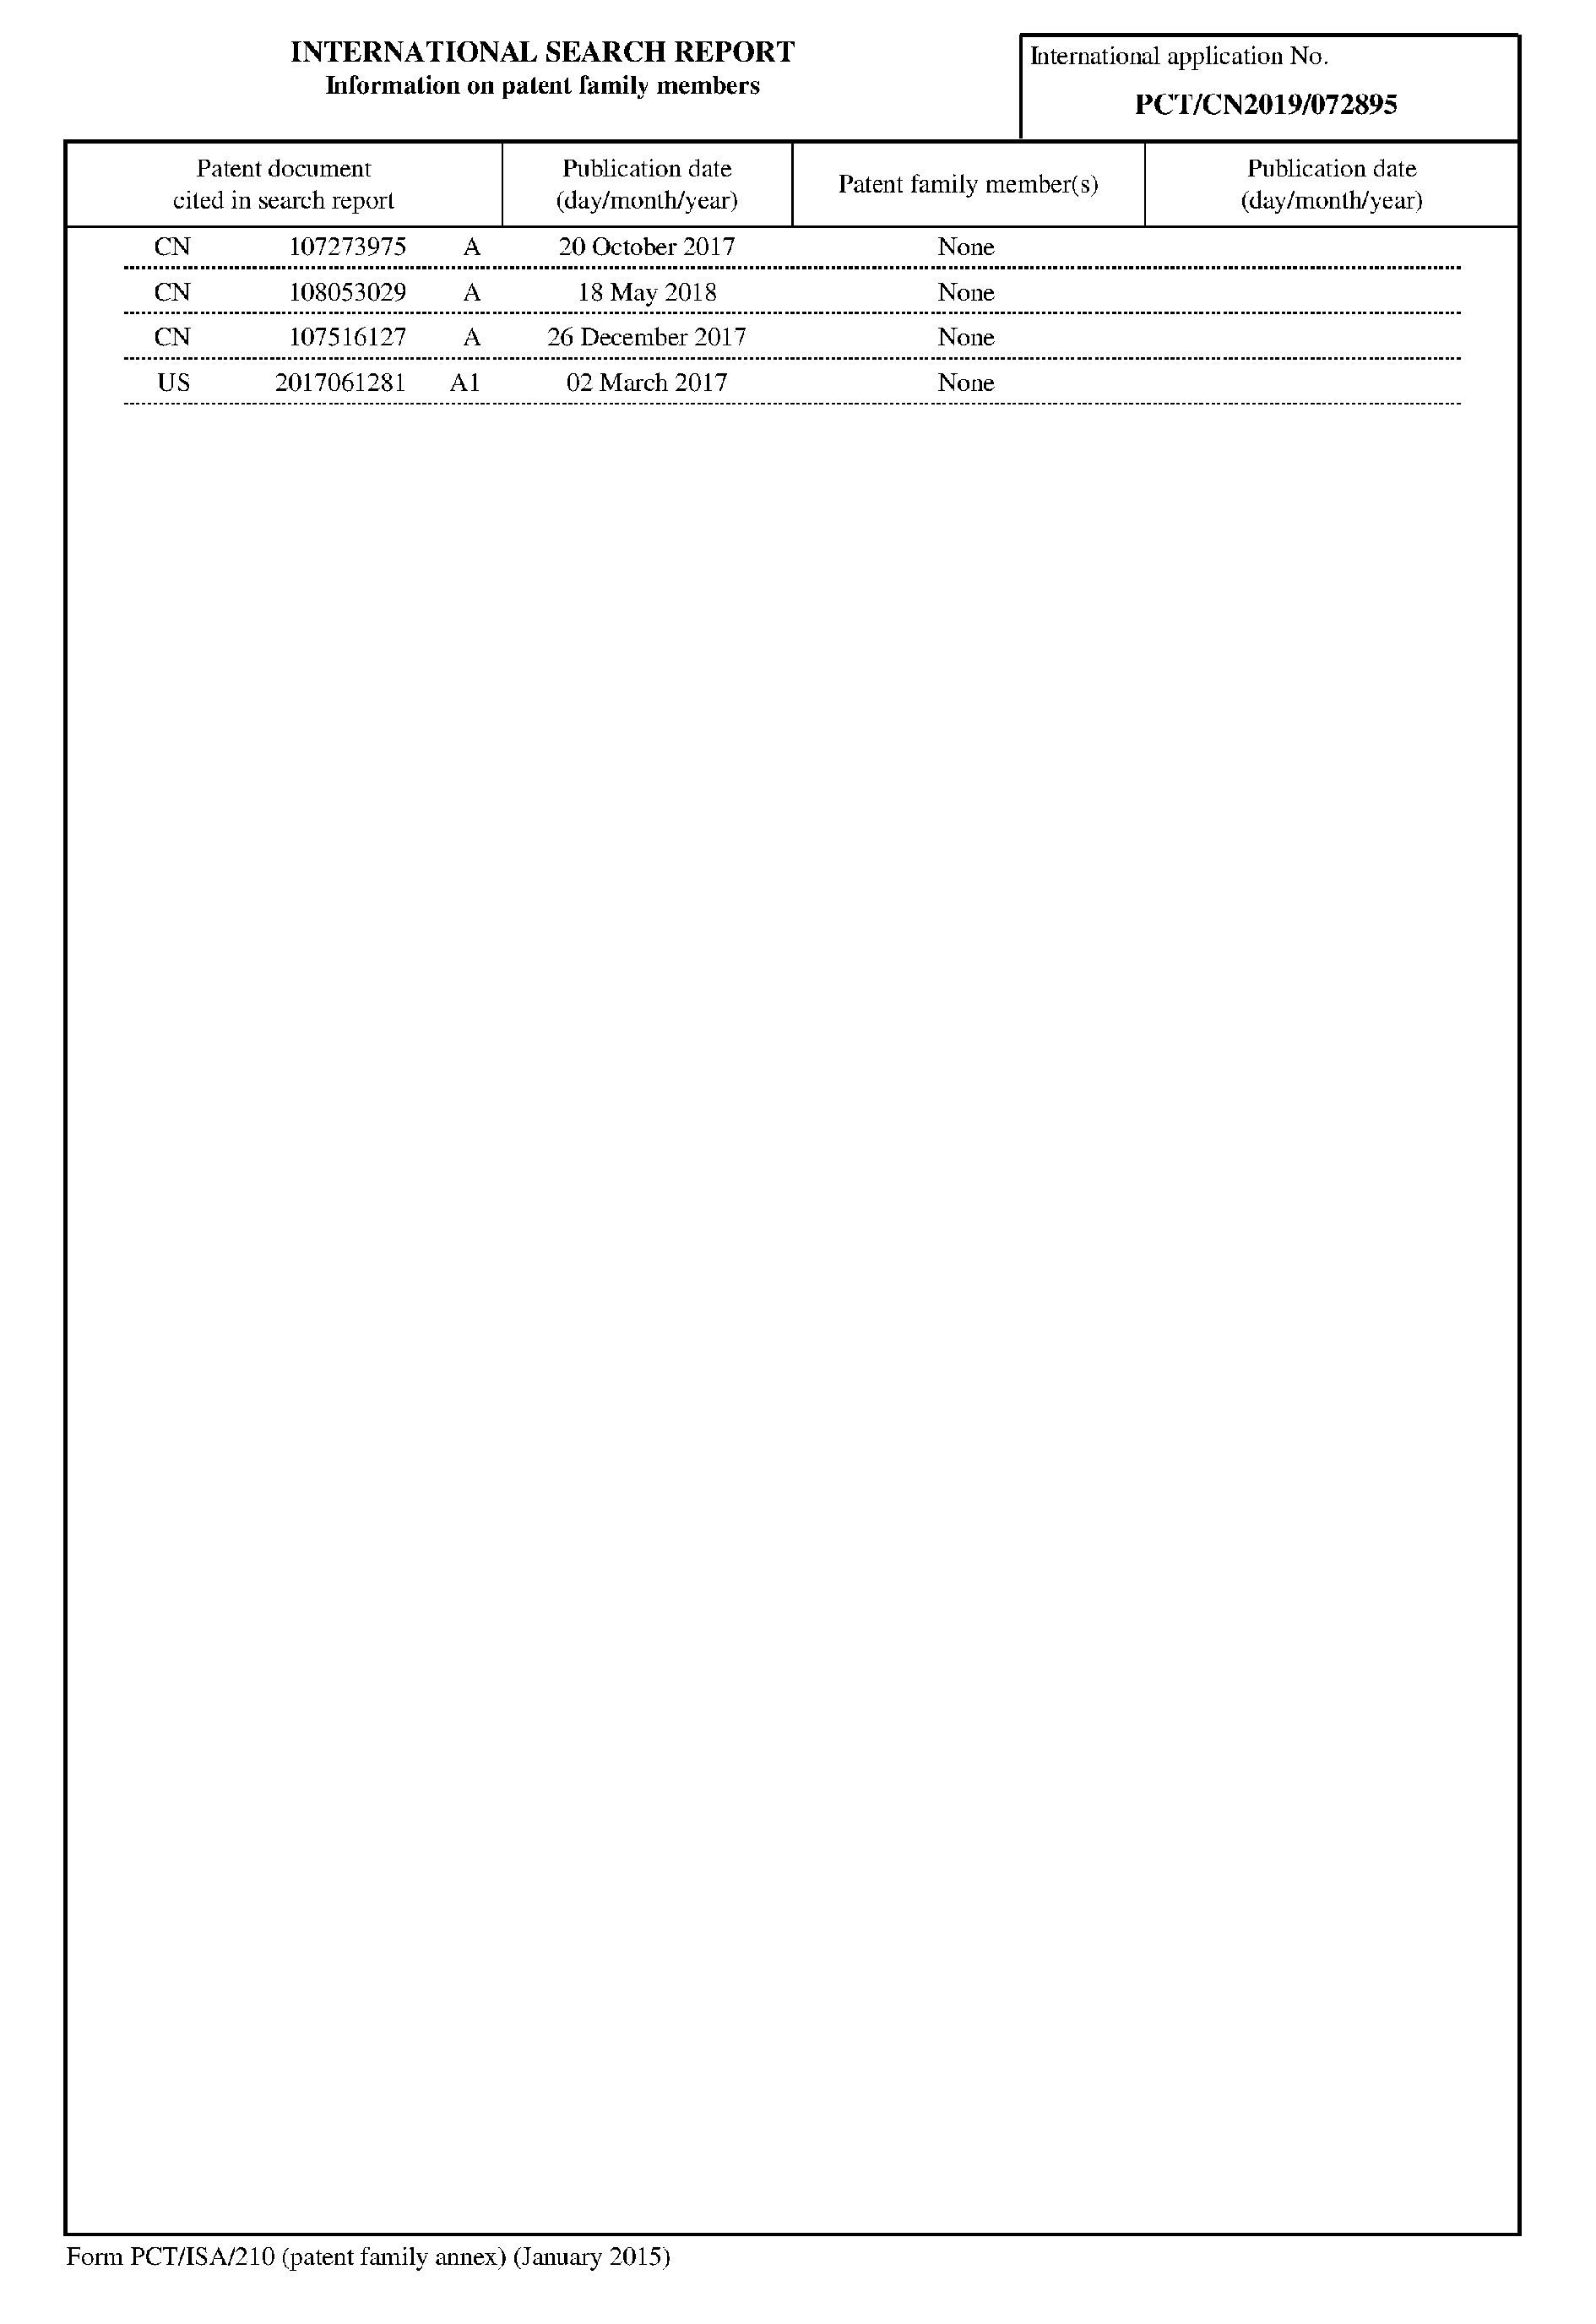 INTERNATIONAL SEARCH REPORT
Information on patent family members
International application No.
PCT/CN2019/072895
Patent document
cited in search report
Publication date
(day/month/year)
Patent family member(s)
Publication date
(day/month/year)
CN 107273975 A 20 October 2017 None
CN 108053029 A 18 May 2018 None
CN 107516127 A 26 December 2017 None
US 2017061281 A1 02 March 2017 None
Form PCT/ISA/210 (patent family annex) (January 2015)